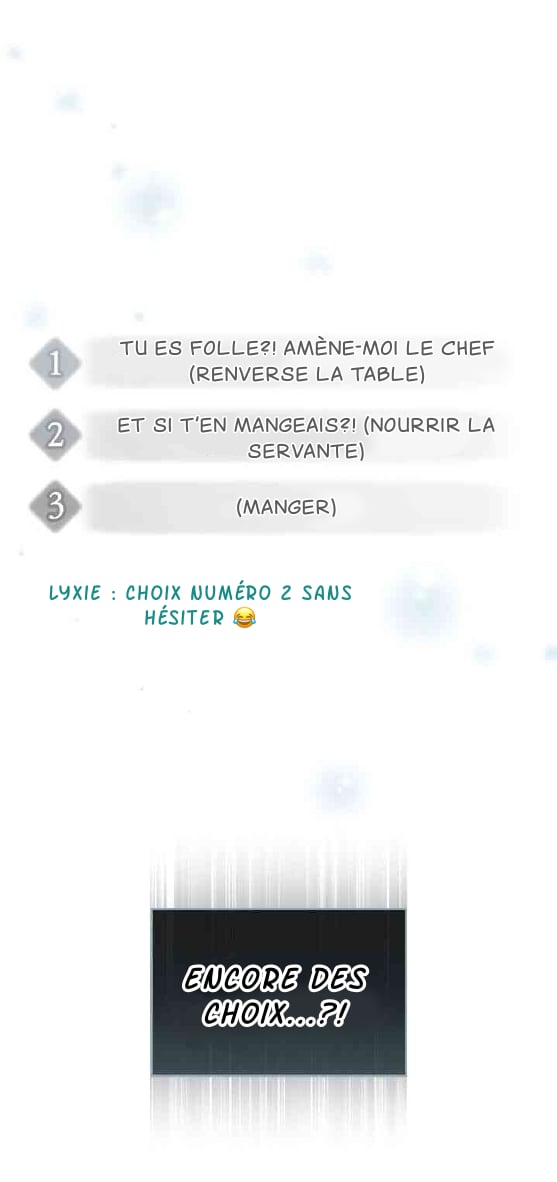 1
TU ES FOLLE?! AMÈNE-MOI LE CHEF
(RENVERSE LA TABLE)
2
ET SI T'EN MANGEAIS?! (NOURRIR LA
SERVANTE)
3
(MANGER)
LYXIE : CHOIX NUMÉRO 2 SANS
HÉSITER 😂
ENCORE DES
CHOIX...?!